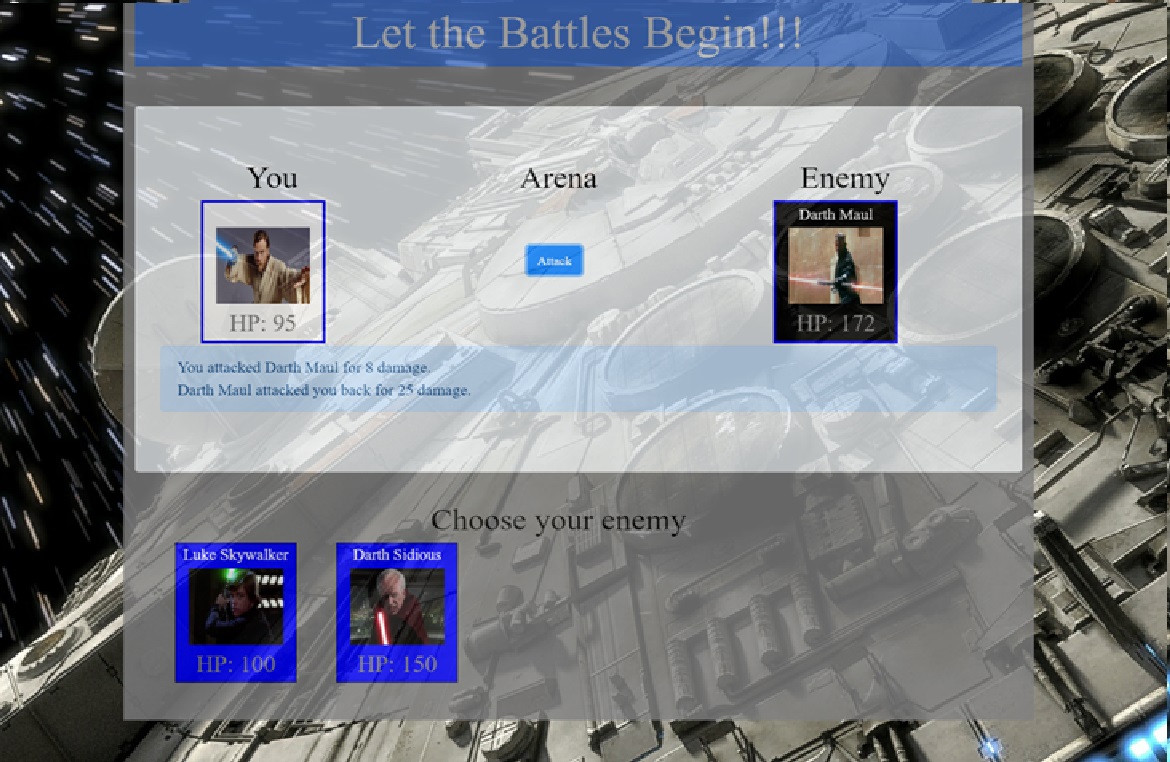 Let the Battles Begin!!!
You
Arena
Enemy
Darth Maul
Attack
HP: 95
HP: 172
You attacked Darth Maul for 8 damage.
Darth Maul attacked you back for 25 damage.
Choose your enemy
Luke Skywalker
Darth Sidious
HP: 100
HP: 150